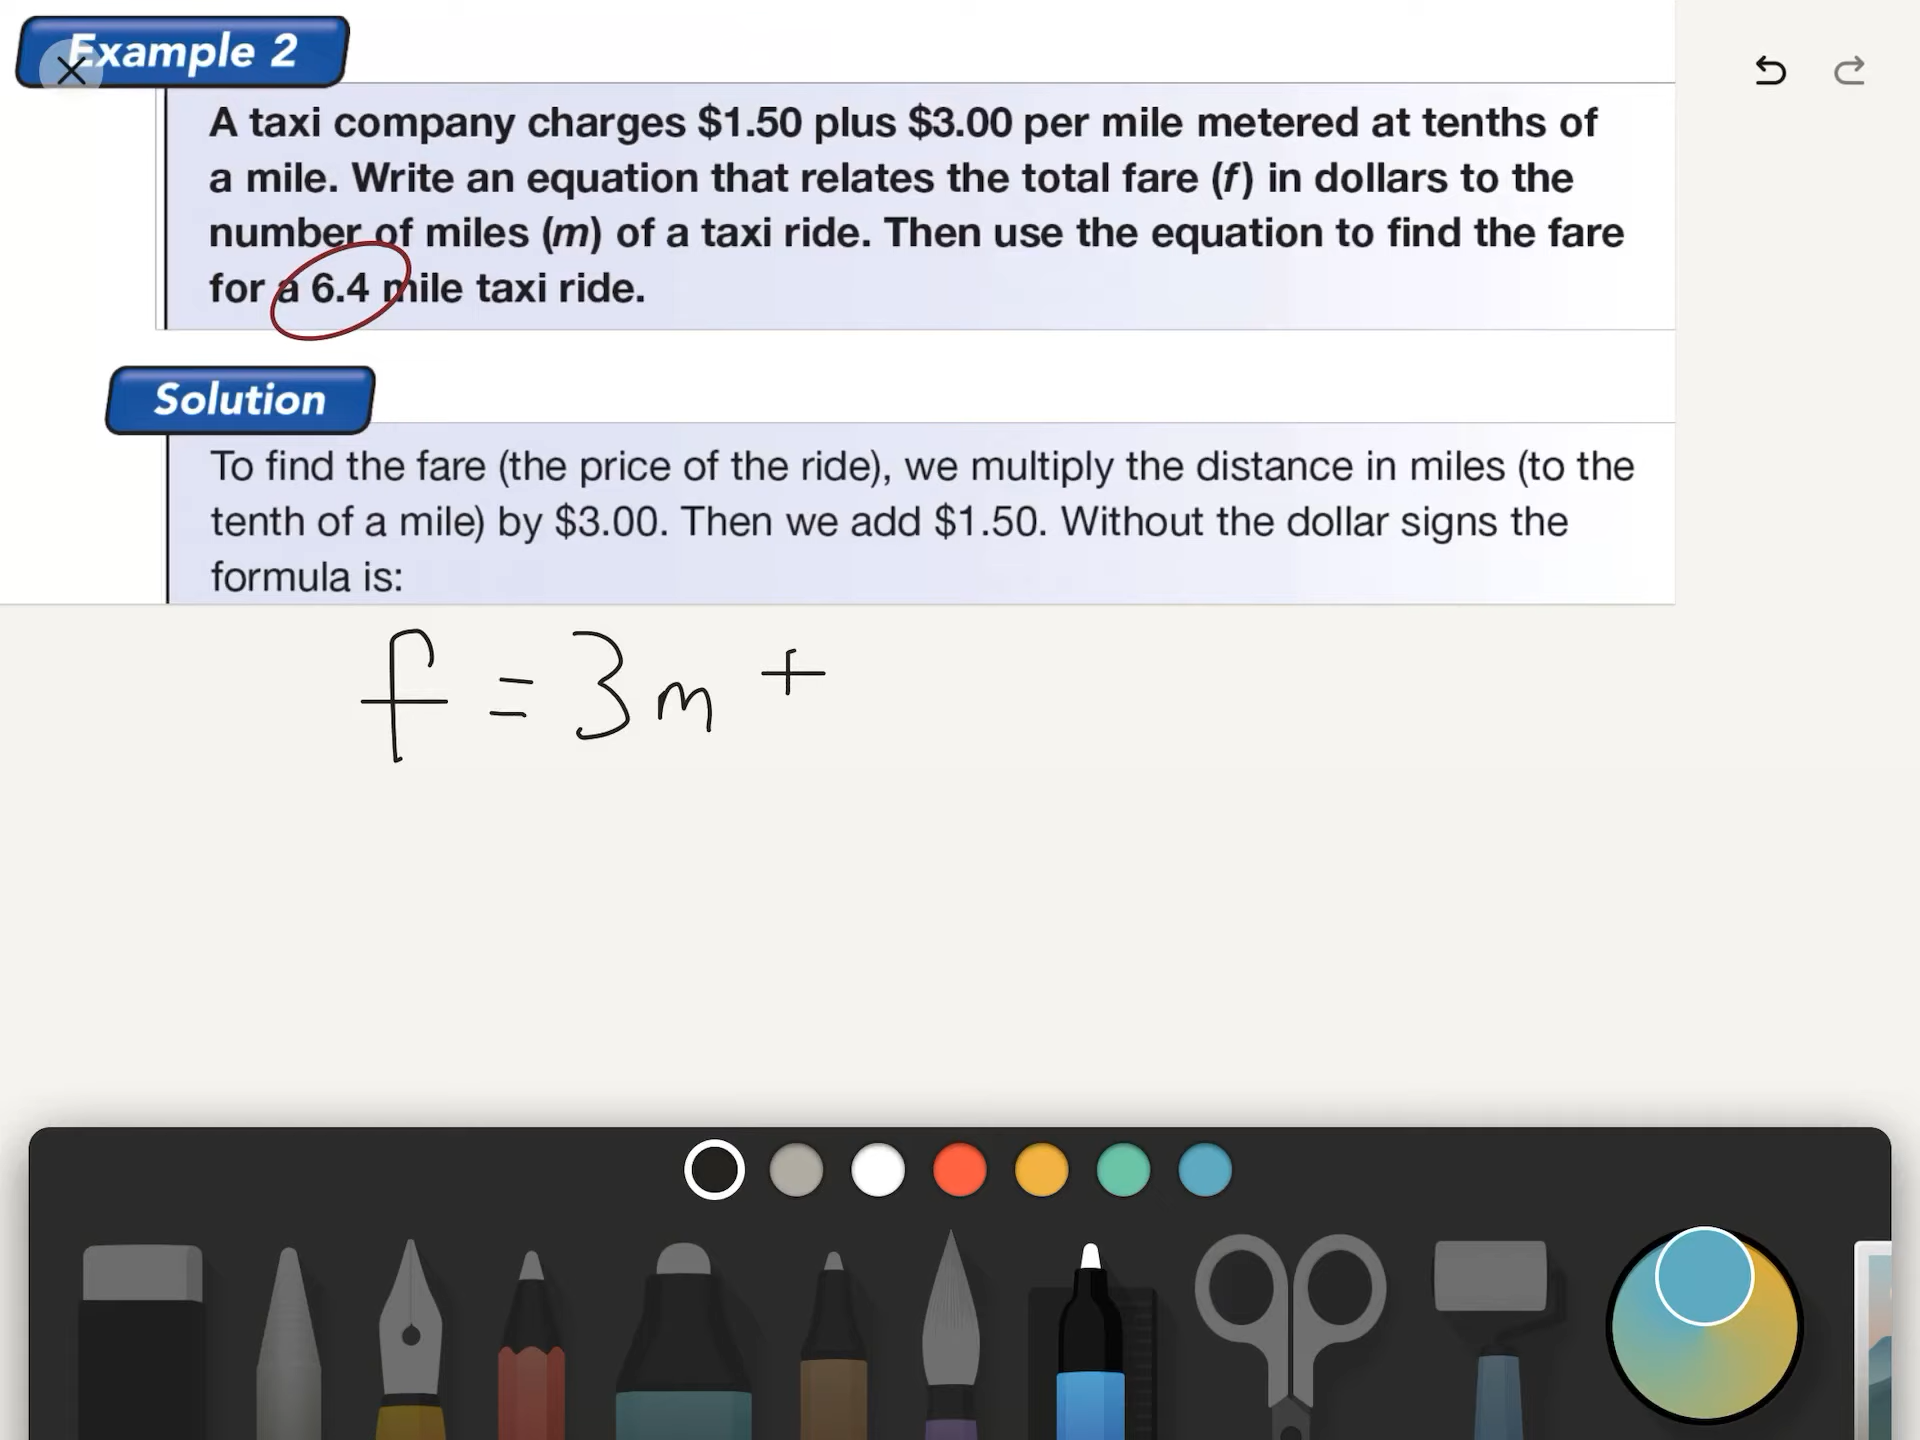 Example 2
A taxi company charges $1.50 plus $3.00 per mile metered at tenths of
a mile. Write an equation that relates the total fare (f) in dollars to the
number of miles (m) of a taxi ride. Then use the equation to find the fare
for a 6.4 mile taxi ride.
Solution
To find the fare (the price of the ride), we multiply the distance in miles (to the
tenth of a mile) by $3.00. Then we add $1.50. Without the dollar signs the
formula is:
f = 3m +